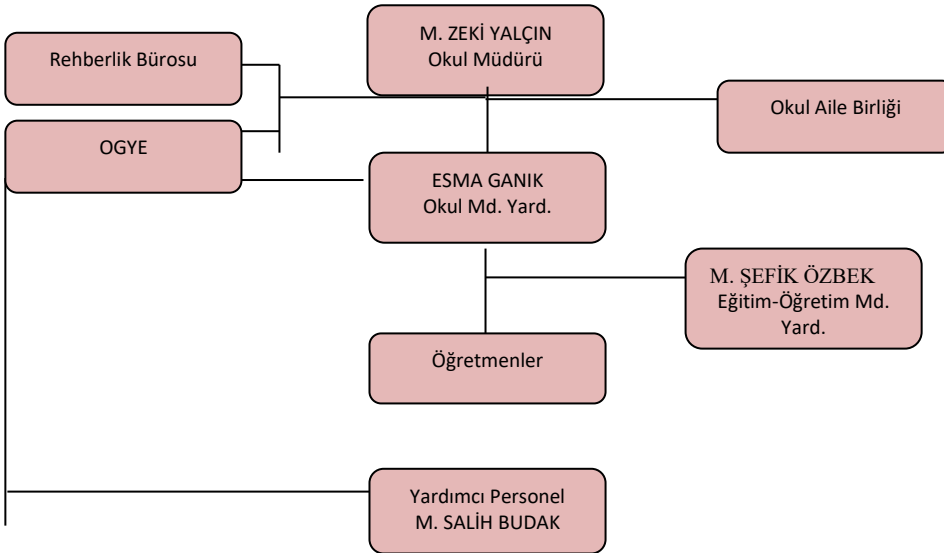 M. ZEKİ YALÇIN
Okul Müdürü
Rehberlik Bürosu
Okul Aile Birliği
OGYE
ESMA GANIK
Okul Md. Yard.
M. ŞEFİK ÖZBEK
Eğitim-Öğretim Md.
Yard.
Öğretmenler
Yardımcı Personel
M. SALİH BUDAK